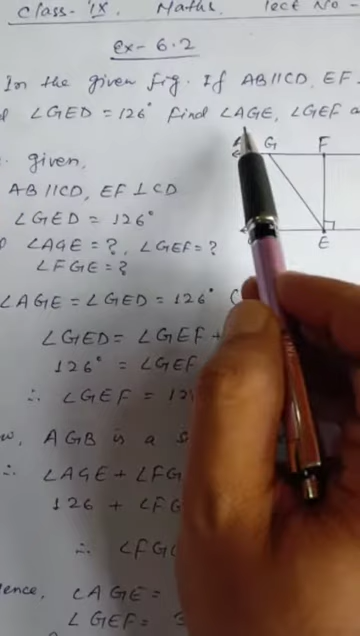 Class-IX, Maths. Lect No-
Ex-6.2
In the given fig. If AB||CD, EF
∠GED = 126° find ∠AGE, ∠GEF
given,
G F
AB||CD, EF⊥CD
∠GED = 126°
E
∠AGE = ?, ∠GEF = ?
∠FGE = ?
∠AGE = ∠GED = 126°
∠GED = ∠GEF +
126° = ∠GEF
∴ ∠GEF = 12
AGB is a
∴ ∠AGE + ∠FG
126 + ∠FG
∴ ∠FG
∠AGE =
∠GEF =